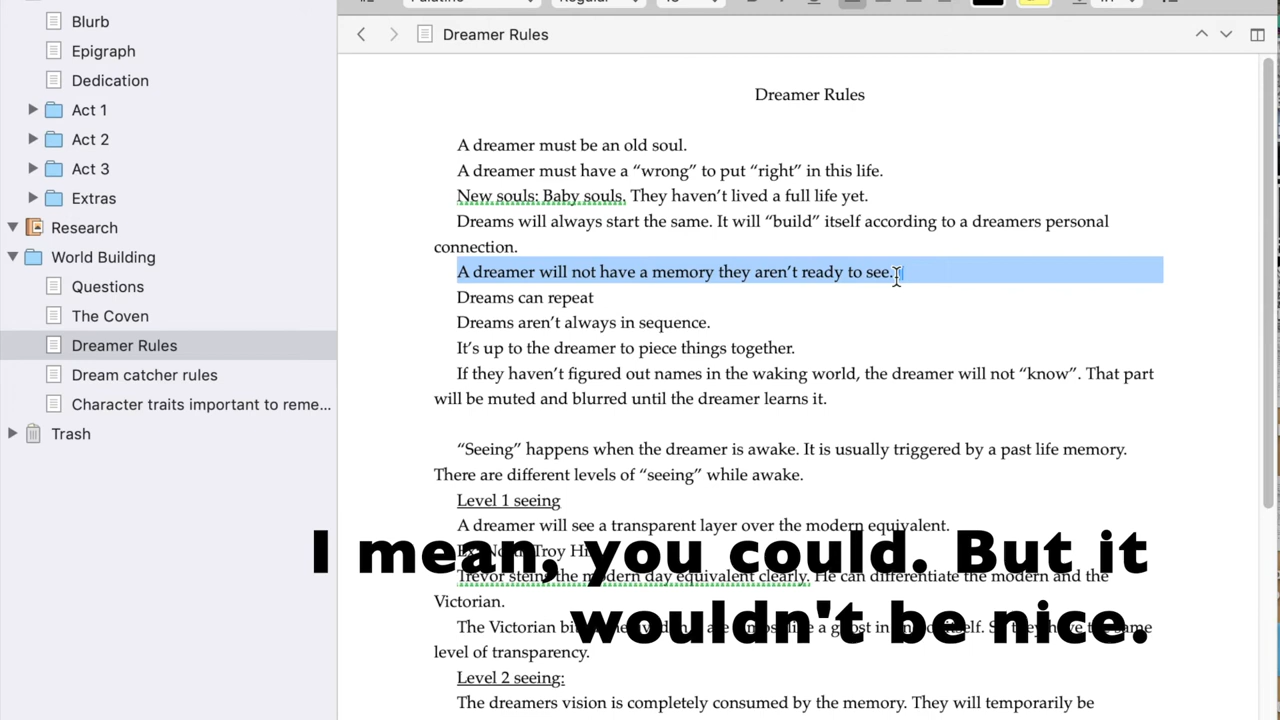 Blurb
Epigraph
Dedication
Act 1
Act 2
Act 3
Extras
Research
World Building
Questions
The Coven
Dreamer Rules
Dream catcher rules
Character traits important to reme...
Trash
Dreamer Rules
Dreamer Rules
A dreamer must be an old soul.
A dreamer must have a “wrong” to put “right” in this life.
New souls: Baby souls. They haven’t lived a full life yet.
Dreams will always start the same. It will “build” itself according to a dreamers personal
connection.
A dreamer will not have a memory they aren’t ready to see.
Dreams can repeat
Dreams aren’t always in sequence.
It’s up to the dreamer to piece things together.
If they haven’t figured out names in the waking world, the dreamer will not “know”. That part
will be muted and blurred until the dreamer learns it.
“Seeing” happens when the dreamer is awake. It is usually triggered by a past life memory.
There are different levels of “seeing” while awake.
Level 1 seeing
A dreamer will see a transparent layer over the modern equivalent.
Troy
I mean, you could. But it
Trevor the modern day equivalent clearly. He can differentiate the modern and the
Victorian.
The Victorian a ghost in same
wouldn't be nice.
level of transparency.
Level 2 seeing:
The dreamers vision is completely consumed by the memory. They will temporarily be